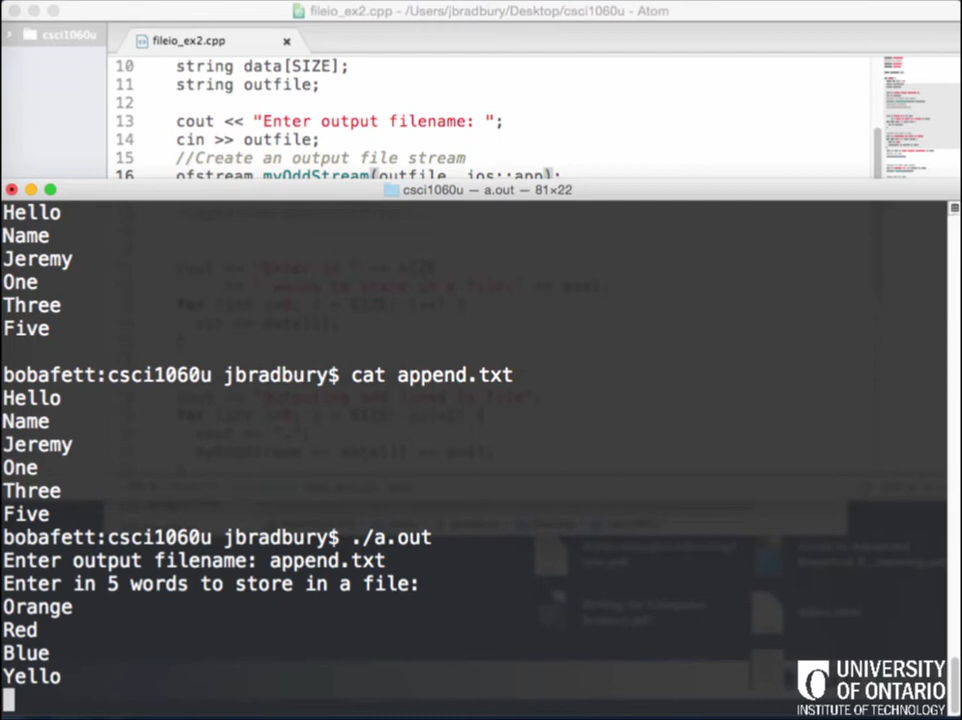 fileio_ex2.cpp - /Users/jbradbury/Desktop/csci1060u - Atom
csci1060u
fileio_ex2.cpp
10 string data[SIZE];
11 string outfile;
12
13 cout << "Enter output filename: ";
14 cin >> outfile;
15 //Create an output file stream
16 ofstream myOddStream(outfile, ios::app);
csci1060u — a.out — 81×22
Hello
Name
Jeremy
One
Three
Five
bobafett:csci1060u jbradbury$ cat append.txt
Hello
Name
Jeremy
One
Three
Five
bobafett:csci1060u jbradbury$ ./a.out
Enter output filename: append.txt
Enter in 5 words to store in a file:
Orange
Red
Blue
Yello
UNIVERSITY
OF ONTARIO
INSTITUTE OF TECHNOLOGY